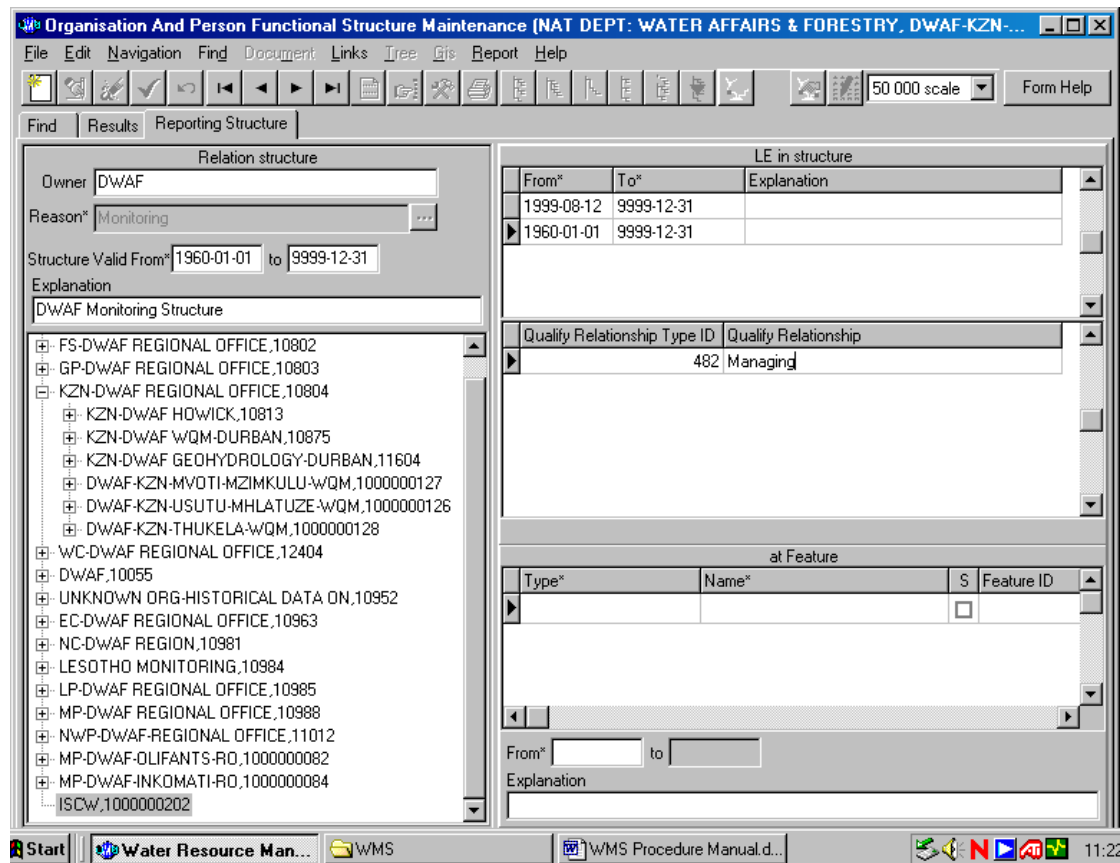 Organisation And Person Functional Structure Maintenance (NAT DEPT: WATER AFFAIRS & FORESTRY, DWAF-KZN-...
File Edit Navigation Find Document Links Tree Gis Report Help
50 000 scale Form Help
Find Results Reporting Structure
Relation structure
Owner DWAF
Reason* Monitoring ...
Structure Valid From* 1960-01-01 to 9999-12-31
Explanation
DWAF Monitoring Structure
FS-DWAF REGIONAL OFFICE,10802
GP-DWAF REGIONAL OFFICE,10803
KZN-DWAF REGIONAL OFFICE,10804
KZN-DWAF HOWICK,10813
KZN-DWAF WQM-DURBAN,10875
KZN-DWAF GEOHYDROLOGY-DURBAN,11604
DWAF-KZN-MVOTI-MZIMKULU-WQM,1000000127
DWAF-KZN-USUTU-MHLATUZE-WQM,1000000126
DWAF-KZN-THUKELA-WQM,1000000128
WC-DWAF REGIONAL OFFICE,12404
DWAF,10055
UNKNOWN ORG-HISTORICAL DATA ON,10952
EC-DWAF REGIONAL OFFICE,10963
NC-DWAF REGION,10981
LESOTHO MONITORING,10984
LP-DWAF REGIONAL OFFICE,10985
MP-DWAF REGIONAL OFFICE,10988
NWP-DWAF-REGIONAL OFFICE,11012
MP-DWAF-OLIFANTS-RO,1000000082
MP-DWAF-INKOMATI-RO,1000000084
ISCW,1000000202
LE in structure
From* To* Explanation
1999-08-12 9999-12-31
1960-01-01 9999-12-31
Qualify Relationship Type ID Qualify Relationship
482 Managing
at Feature
Type* Name* S Feature ID
From* to
Explanation
Start Water Resource Man... WMS WMS Procedure Manual.d... N 11:22